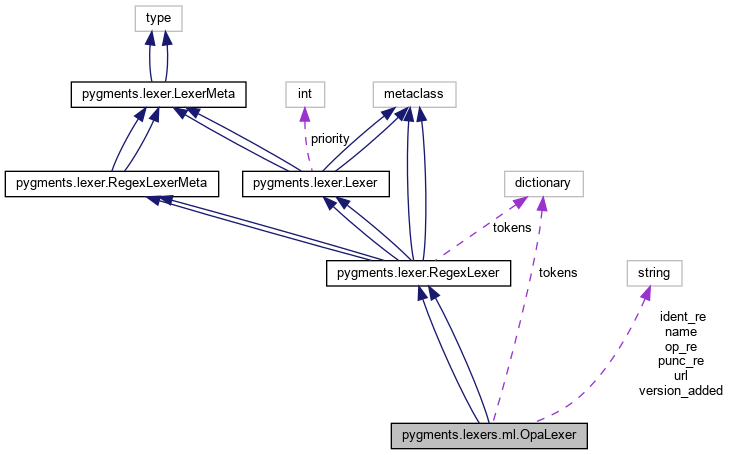 type
pygments.lexer.LexerMeta
int
metaclass
priority
pygments.lexer.RegexLexerMeta
pygments.lexer.Lexer
dictionary
tokens
pygments.lexer.RegexLexer
tokens
string
ident_re
name
op_re
punc_re
url
version_added
pygments.lexers.ml.OpaLexer